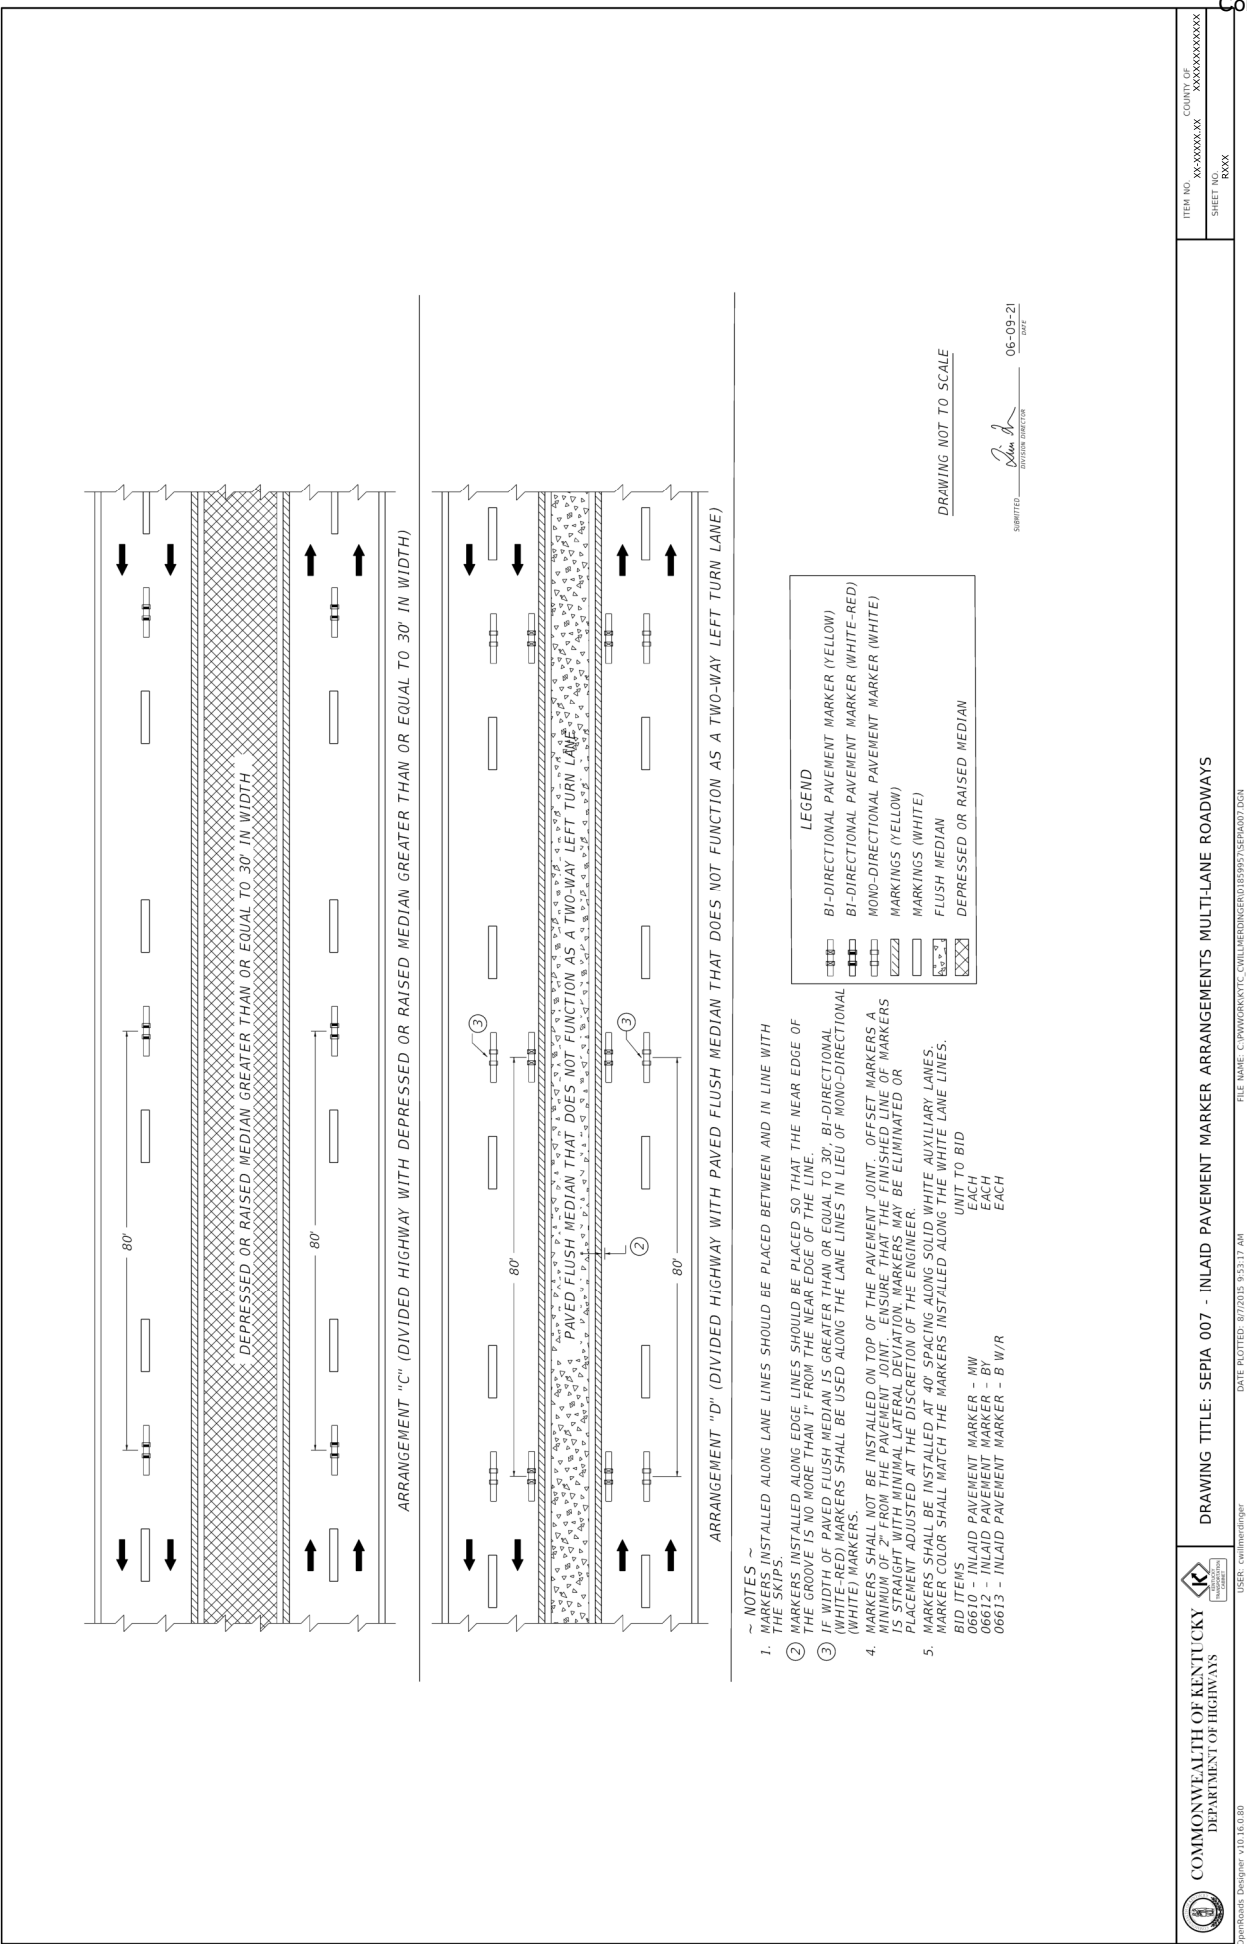 80'
DEPRESSED OR RAISED MEDIAN GREATER THAN OR EQUAL TO 30' IN WIDTH
80'
ARRANGEMENT "C" (DIVIDED HIGHWAY WITH DEPRESSED OR RAISED MEDIAN GREATER THAN OR EQUAL TO 30' IN WIDTH)
3
80'
PAVED FLUSH MEDIAN THAT DOES NOT FUNCTION AS A TWO-WAY LEFT TURN LANE
3
2
80'
ARRANGEMENT "D" (DIVIDED HIGHWAY WITH PAVED FLUSH MEDIAN THAT DOES NOT FUNCTION AS A TWO-WAY LEFT TURN LANE)
~ NOTES ~
1. MARKERS INSTALLED ALONG LANE LINES SHOULD BE PLACED BETWEEN AND IN LINE WITH
THE SKIPS.
2 MARKERS INSTALLED ALONG EDGE LINES SHOULD BE PLACED SO THAT THE NEAR EDGE OF
THE GROOVE IS NO MORE THAN 1" FROM THE NEAR EDGE OF THE LINE.
3 IF WIDTH OF PAVED FLUSH MEDIAN IS GREATER THAN OR EQUAL TO 30', BI-DIRECTIONAL
(WHITE-RED) MARKERS SHALL BE USED ALONG THE LANE LINES IN LIEU OF MONO-DIRECTIONAL
(WHITE) MARKERS.
4. MARKERS SHALL NOT BE INSTALLED ON TOP OF THE PAVEMENT JOINT. OFFSET MARKERS A
MINIMUM OF 2" FROM THE PAVEMENT JOINT. ENSURE THAT THE FINISHED LINE OF MARKERS
IS STRAIGHT WITH MINIMAL LATERAL DEVIATION. MARKERS MAY BE ELIMINATED OR
PLACEMENT ADJUSTED AT THE DISCRETION OF THE ENGINEER.
5. MARKERS SHALL BE INSTALLED AT 40' SPACING ALONG SOLID WHITE AUXILIARY LANES.
MARKER COLOR SHALL MATCH THE MARKERS INSTALLED ALONG THE WHITE LANE LINES.
BID ITEMS UNIT TO BID
06610 - INLAID PAVEMENT MARKER - MW EACH
06612 - INLAID PAVEMENT MARKER - BY EACH
06613 - INLAID PAVEMENT MARKER - B W/R EACH
LEGEND
BI-DIRECTIONAL PAVEMENT MARKER (YELLOW)
BI-DIRECTIONAL PAVEMENT MARKER (WHITE-RED)
MONO-DIRECTIONAL PAVEMENT MARKER (WHITE)
MARKINGS (YELLOW)
MARKINGS (WHITE)
FLUSH MEDIAN
DEPRESSED OR RAISED MEDIAN
DRAWING NOT TO SCALE
SUBMITTED 06-09-21
DIVISION DIRECTOR DATE
COMMONWEALTH OF KENTUCKY
DEPARTMENT OF HIGHWAYS
KENTUCKY
TRANSPORTATION
CABINET
DRAWING TITLE: SEPIA 007 - INLAID PAVEMENT MARKER ARRANGEMENTS MULTI-LANE ROADWAYS
ITEM NO. COUNTY OF
XX-XXXXX.XX XXXXXXXXXXXXX
SHEET NO.
RXXX
Co
OpenRoads Designer v10.16.0.80 USER: cwillmerdinger DATE PLOTTED: 8/7/2015 9:53:17 AM FILE NAME: C:\PWWORK\KYTC_CWILLMERDINGER\D1859957\SEPIA007.DGN